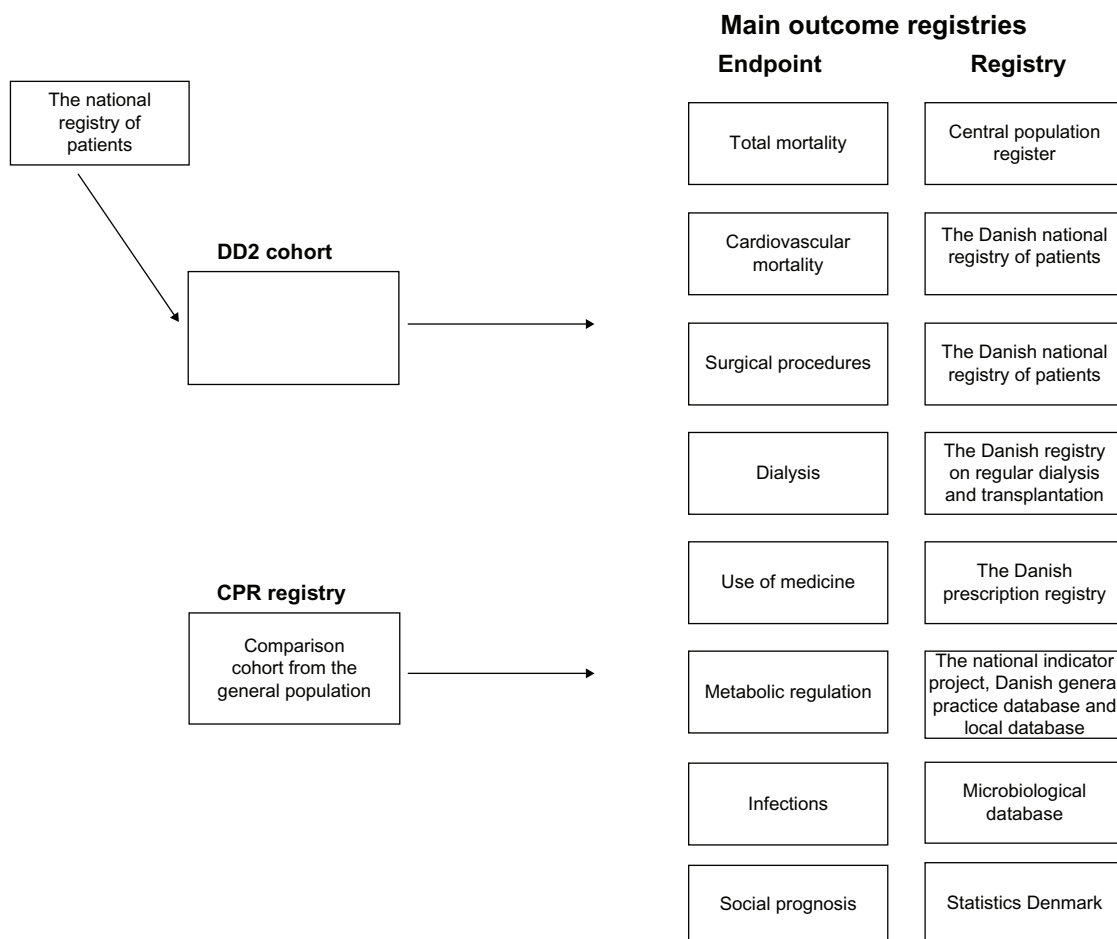 Main outcome registries
Endpoint
Registry
The national
registry of
patients
DD2 cohort
CPR registry
Comparison
cohort from the
general population
Total mortality
Central population
register
Cardiovascular
mortality
The Danish national
registry of patients
Surgical procedures
The Danish national
registry of patients
Dialysis
The Danish registry
on regular dialysis
and transplantation
Use of medicine
The Danish
prescription registry
Metabolic regulation
The national indicator
project, Danish genera
practice database and
local database
Infections
Microbiological
database
Social prognosis
Statistics Denmark